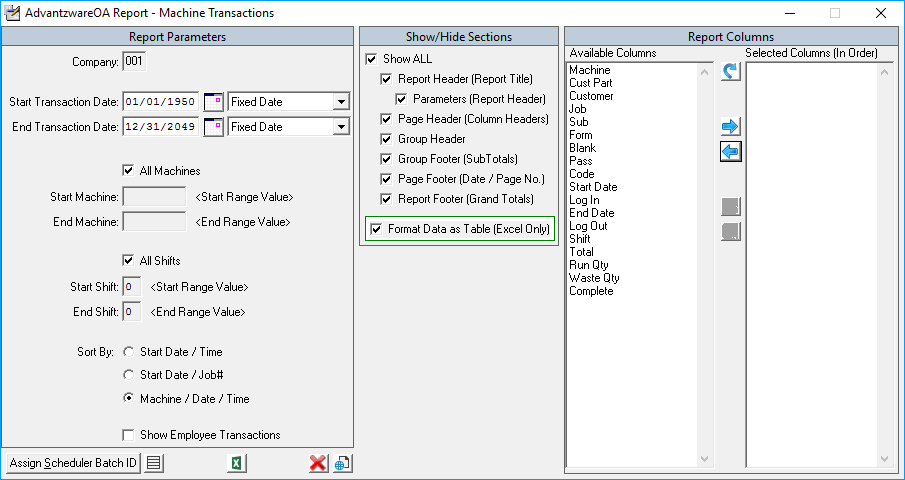 AdvantzwareOA Report - Machine Transactions
Report Parameters
Company: 001
Start Transaction Date: 01/01/1950 Fixed Date
End Transaction Date: 12/31/2049 Fixed Date
All Machines
Start Machine: <Start Range Value>
End Machine: <End Range Value>
All Shifts
Start Shift: 0 <Start Range Value>
End Shift: 0 <End Range Value>
Sort By: Start Date / Time
Start Date / Job#
Machine / Date / Time
Show Employee Transactions
Assign Scheduler Batch ID
Show/Hide Sections
Show ALL
Report Header (Report Title)
Parameters (Report Header)
Page Header (Column Headers)
Group Header
Group Footer (SubTotals)
Page Footer (Date / Page No.)
Report Footer (Grand Totals)
Format Data as Table (Excel Only)
Report Columns
Available Columns
Machine
Cust Part
Customer
Job
Sub
Form
Blank
Pass
Code
Start Date
Log In
End Date
Log Out
Shift
Total
Run Qty
Waste Qty
Complete
Selected Columns (In Order)